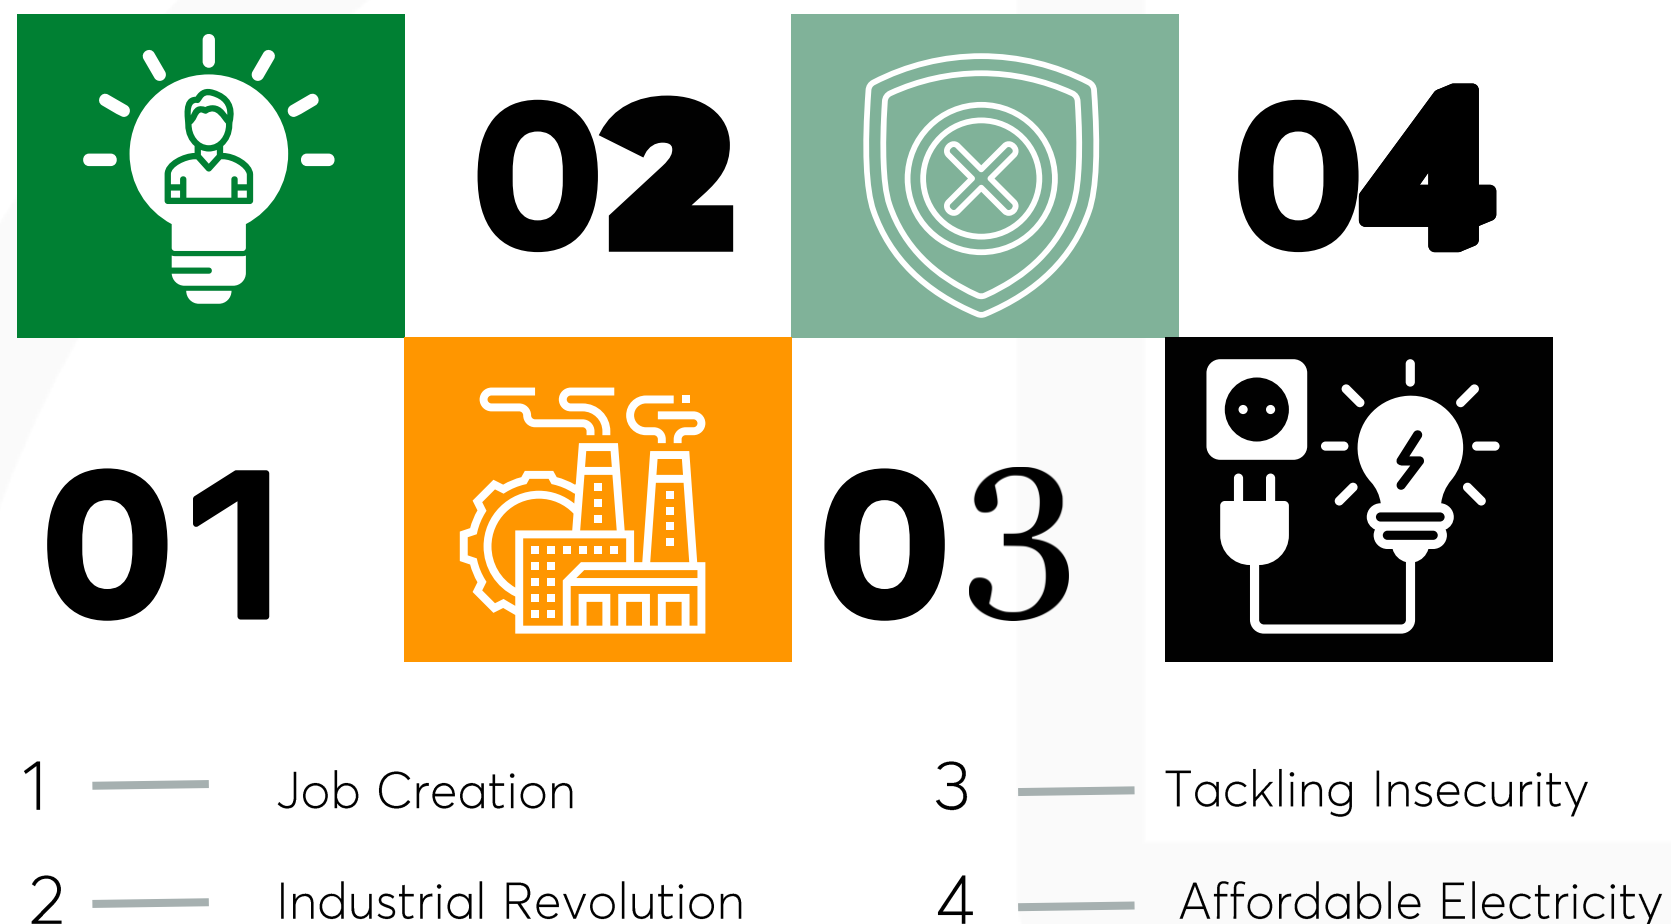 02
04
01
03
1 Job Creation
3 Tackling Insecurity
2 Industrial Revolution
4 Affordable Electricity